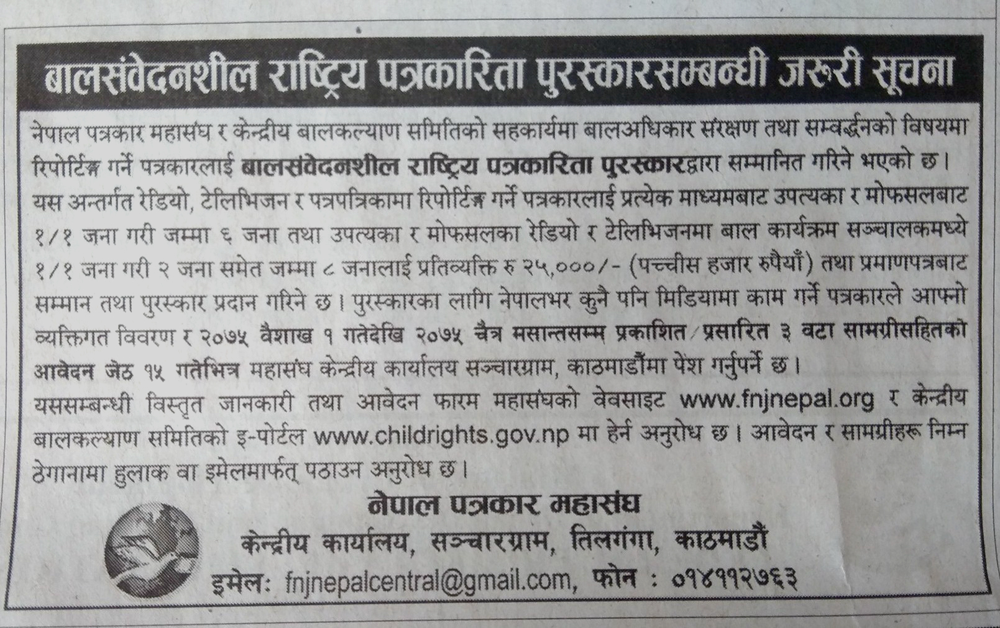 बालसंवेदनशील राष्ट्रिय पत्रकारिता पुरस्कारसम्बन्धी जरूरी सूचना
नेपाल पत्रकार महासंघ र केन्द्रीय बालकल्याण समितिको सहकार्यमा बालअधिकार संरक्षण तथा सम्वर्द्धनको विषयमा
रिपोर्टिङ्ग गर्ने पत्रकारलाई बालसंवेदनशील राष्ट्रिय पत्रकारिता पुरस्कारद्वारा सम्मानित गरिने भएको छ ।
यस अन्तर्गत रेडियो, टेलिभिजन र पत्रपत्रिकामा रिपोर्टिङ्ग गर्ने पत्रकारलाई प्रत्येक माध्यमबाट उपत्यका र मोफसलबाट
१/१ जना गरी जम्मा ६ जना तथा उपत्यका र मोफसलका रेडियो र टेलिभिजनमा बाल कार्यक्रम सञ्चालकमध्ये
१/१ जना गरी २ जना समेत जम्मा ८ जनालाई प्रतिव्यक्ति रु २५,०००/- (पच्चीस हजार रुपैयाँ) तथा प्रमाणपत्रबाट
सम्मान तथा पुरस्कार प्रदान गरिने छ । पुरस्कारका लागि नेपालभर कुनै पनि मिडियामा काम गर्ने पत्रकारले आफ्नो
व्यक्तिगत विवरण र २०७५ वैशाख १ गतेदेखि २०७५ चैत्र मसान्तसम्म प्रकाशित/प्रसारित ३ वटा सामग्रीसहितको
आवेदन जेठ १५ गतेभित्र महासंघ केन्द्रीय कार्यालय सञ्चारग्राम, काठमाडौंमा पेश गर्नुपर्ने छ ।
यससम्बन्धी विस्तृत जानकारी तथा आवेदन फारम महासंघको वेवसाइट www.fnjnepal.org र केन्द्रीय
बालकल्याण समितिको इ-पोर्टल www.childrights.gov.np मा हेर्न अनुरोध छ । आवेदन र सामग्रीहरू निम्न
ठेगानामा हुलाक वा इमेलमार्फत् पठाउन अनुरोध छ ।
नेपाल पत्रकार महासंघ
केन्द्रीय कार्यालय, सञ्चारग्राम, तिलगंगा, काठमाडौं
इमेल: fnjnepalcentral@gmail.com, फोन : ०१४११२७६३